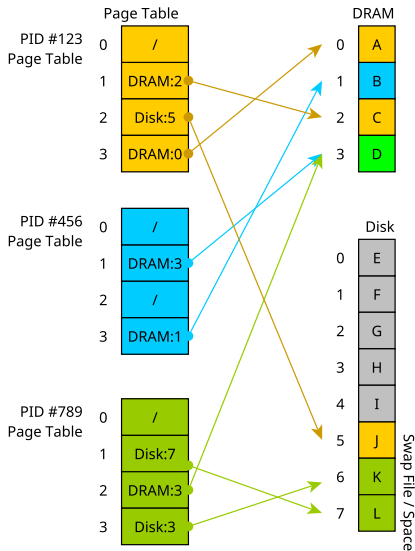 Page Table
DRAM
PID #123
Page Table
0 /
1 DRAM:2
2 Disk:5
3 DRAM:0
0 A
1 B
2 C
3 D
PID #456
Page Table
0 /
1 DRAM:3
2 /
3 DRAM:1
Disk
0 E
1 F
2 G
3 H
4 I
5 J
6 K
7 L
Swap File / Space
PID #789
Page Table
0 /
1 Disk:7
2 DRAM:3
3 Disk:3